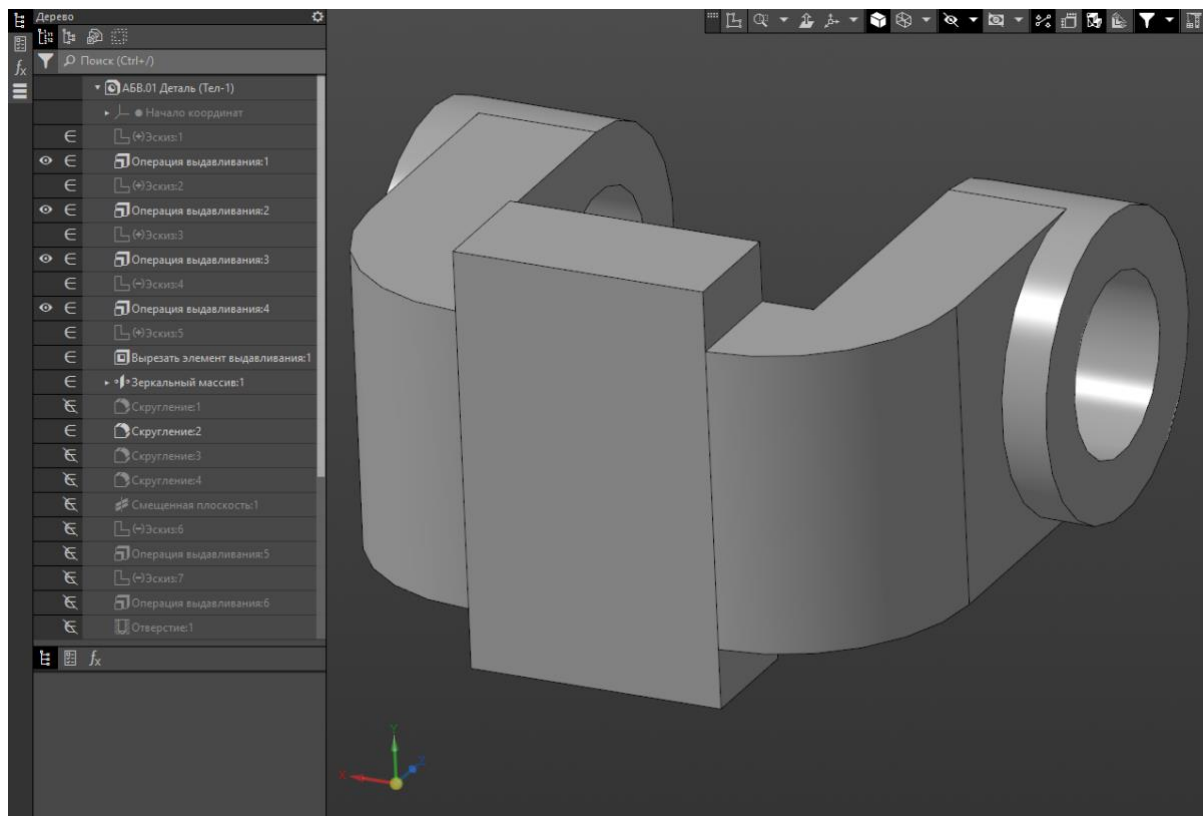 Дерево
Поиск (Ctrl+/)
АБВ.01 Деталь (Тел-1)
Начало координат
(+)Эскиз:1
Операция выдавливания:1
(+)Эскиз:2
Операция выдавливания:2
(+)Эскиз:3
Операция выдавливания:3
(-)Эскиз:4
Операция выдавливания:4
(+)Эскиз:5
Вырезать элемент выдавливания:1
Зеркальный массив:1
Скругление:1
Скругление:2
Скругление:3
Скругление:4
Смещенная плоскость:1
(-)Эскиз:6
Операция выдавливания:5
(-)Эскиз:7
Операция выдавливания:6
Отверстие:1
Y
X
Z